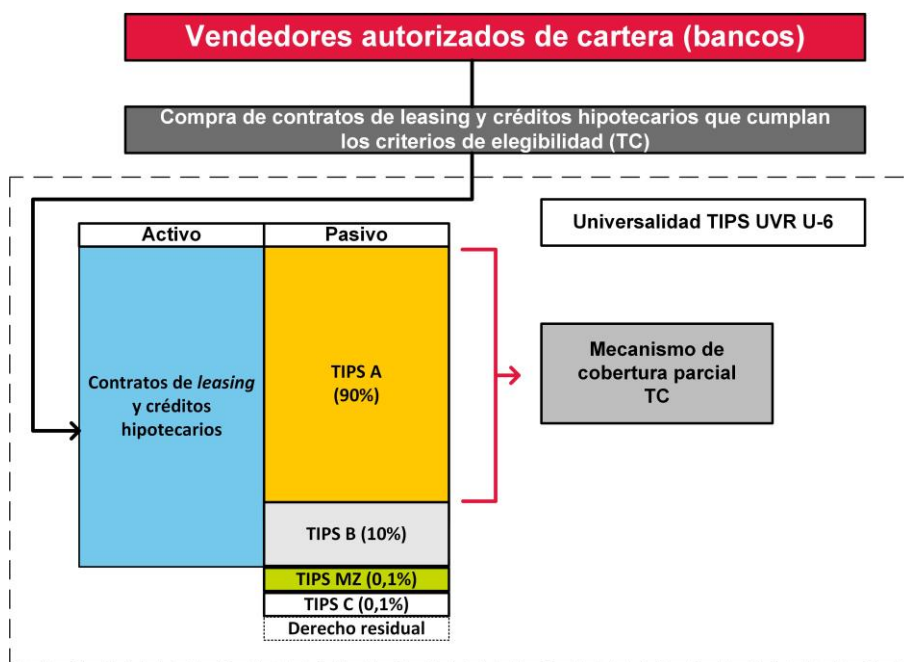 Vendedores autorizados de cartera (bancos)
Compra de contratos de leasing y créditos hipotecarios que cumplan
los criterios de elegibilidad (TC)
Universalidad TIPS UVR U-6
Activo
Pasivo
Contratos de leasing
y créditos
hipotecarios
TIPS A
(90%)
Mecanismo de
cobertura parcial
TC
TIPS B (10%)
TIPS MZ (0,1%)
TIPS C (0,1%)
Derecho residual